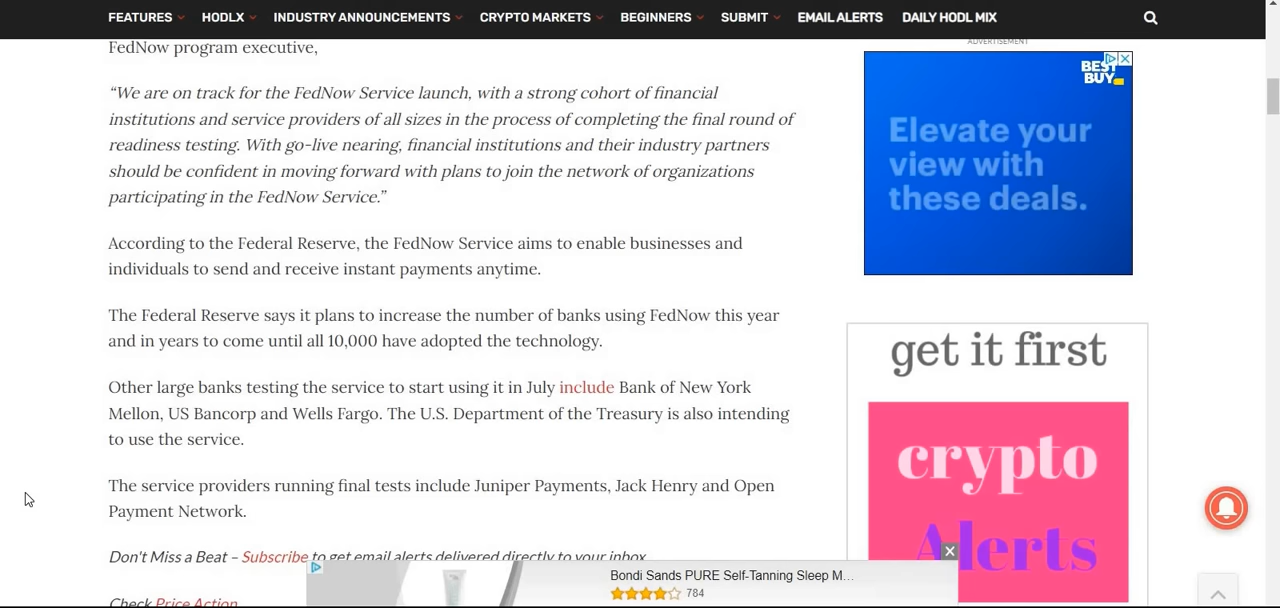 FEATURES HODLX INDUSTRY ANNOUNCEMENTS CRYPTO MARKETS BEGINNERS SUBMIT EMAIL ALERTS DAILY HODL MIX
FedNow program executive,
“We are on track for the FedNow Service launch, with a strong cohort of financial
institutions and service providers of all sizes in the process of completing the final round of
readiness testing. With go-live nearing, financial institutions and their industry partners
should be confident in moving forward with plans to join the network of organizations
participating in the FedNow Service.”
According to the Federal Reserve, the FedNow Service aims to enable businesses and
individuals to send and receive instant payments anytime.
The Federal Reserve says it plans to increase the number of banks using FedNow this year
and in years to come until all 10,000 have adopted the technology.
Other large banks testing the service to start using it in July include Bank of New York
Mellon, US Bancorp and Wells Fargo. The U.S. Department of the Treasury is also intending
to use the service.
The service providers running final tests include Juniper Payments, Jack Henry and Open
Payment Network.
Don't Miss a Beat – Subscribe to get email alerts delivered directly to your inbox
Check Price Action
ADVERTISEMENT
BEST
BUY
Elevate your
view with
these deals.
get it first
crypto
Alerts
Bondi Sands PURE Self-Tanning Sleep M...
784